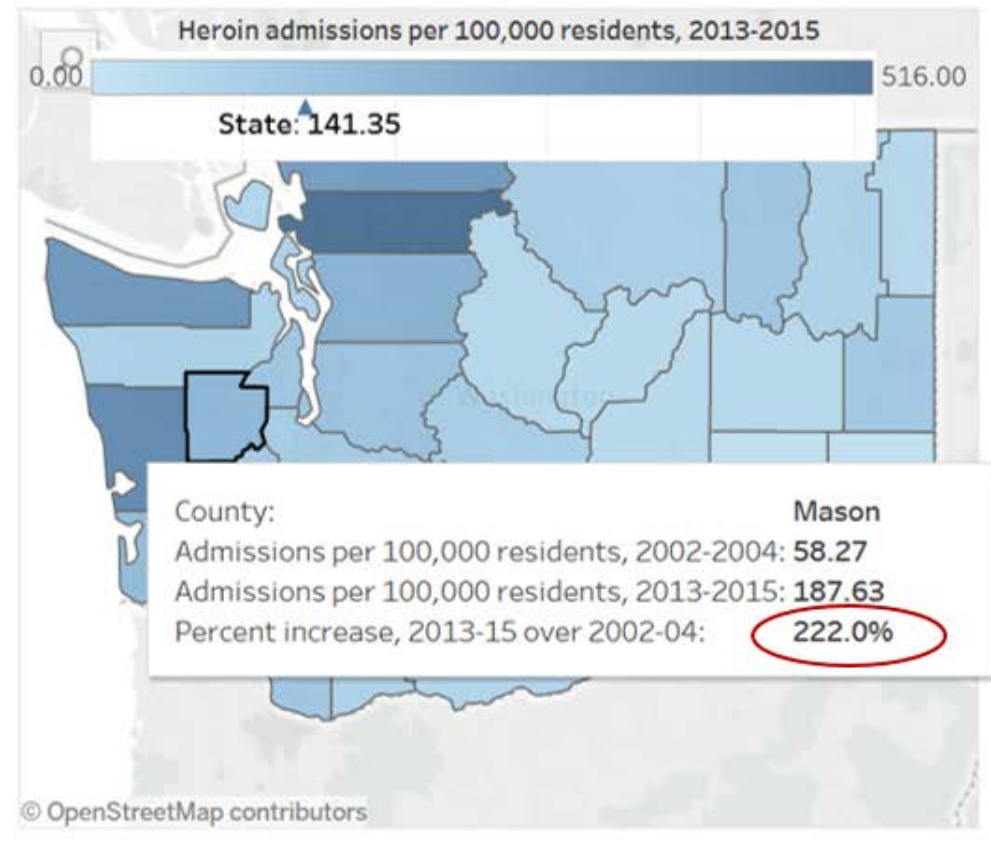 Heroin admissions per 100,000 residents, 2013-2015
0.00
516.00
State: 141.35
Washington
County: Mason
Admissions per 100,000 residents, 2002-2004: 58.27
Admissions per 100,000 residents, 2013-2015: 187.63
Percent increase, 2013-15 over 2002-04: 222.0%
© OpenStreetMap contributors